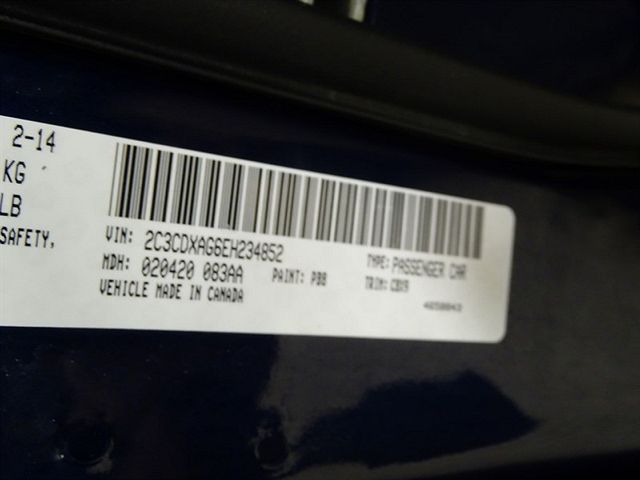 2-14
KG
LB
SAFETY,
VIN: 2C3CDXAG6EH234852
TYPE: PASSENGER CAR
MDH: 020420 083AA
PAINT: PBB
TRIM:
VEHICLE MADE IN CANADA